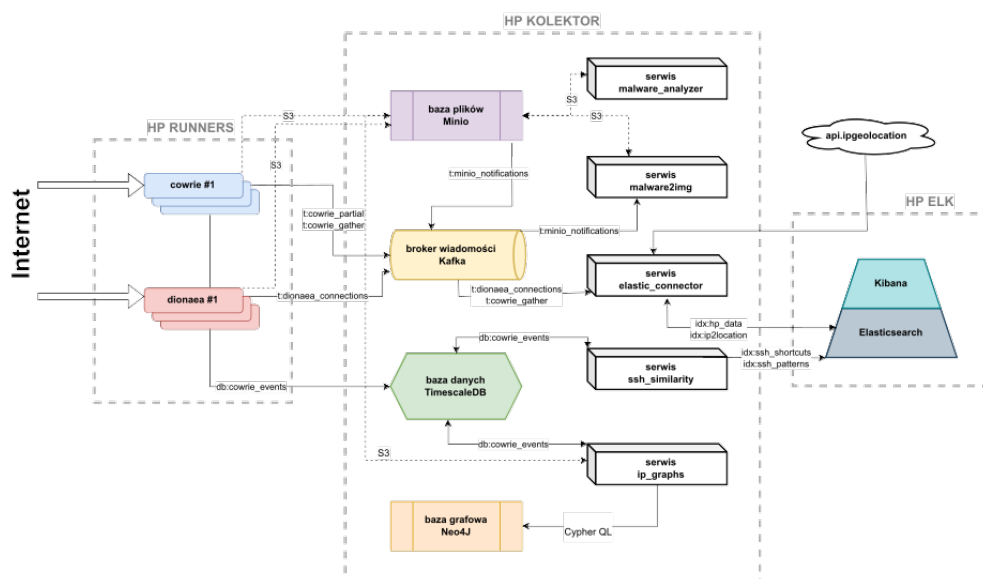 HP KOLEKTOR
serwis
malware_analyzer
baza plików
Minio
S3
S3
S3
api.ipgeolocation
HP RUNNERS
S3
cowrie #1
t:minio_notifications
serwis
malware2img
HP ELK
t:cowrie_partial
t:cowrie_gather
Internet
broker wiadomości
Kafka
t:minio_notifications
serwis
elastic_connector
Kibana
dionaea #1
t:dionaea_connections
t:dionaea_connections
t:cowrie_gather
idx:hp_data
idx:ip2location
Elasticsearch
db:cowrie_events
idx:ssh_shortcuts
idx:ssh_patterns
baza danych
TimescaleDB
serwis
ssh_similarity
db:cowrie_events
db:cowrie_events
S3
serwis
ip_graphs
baza grafowa
Neo4J
Cypher QL